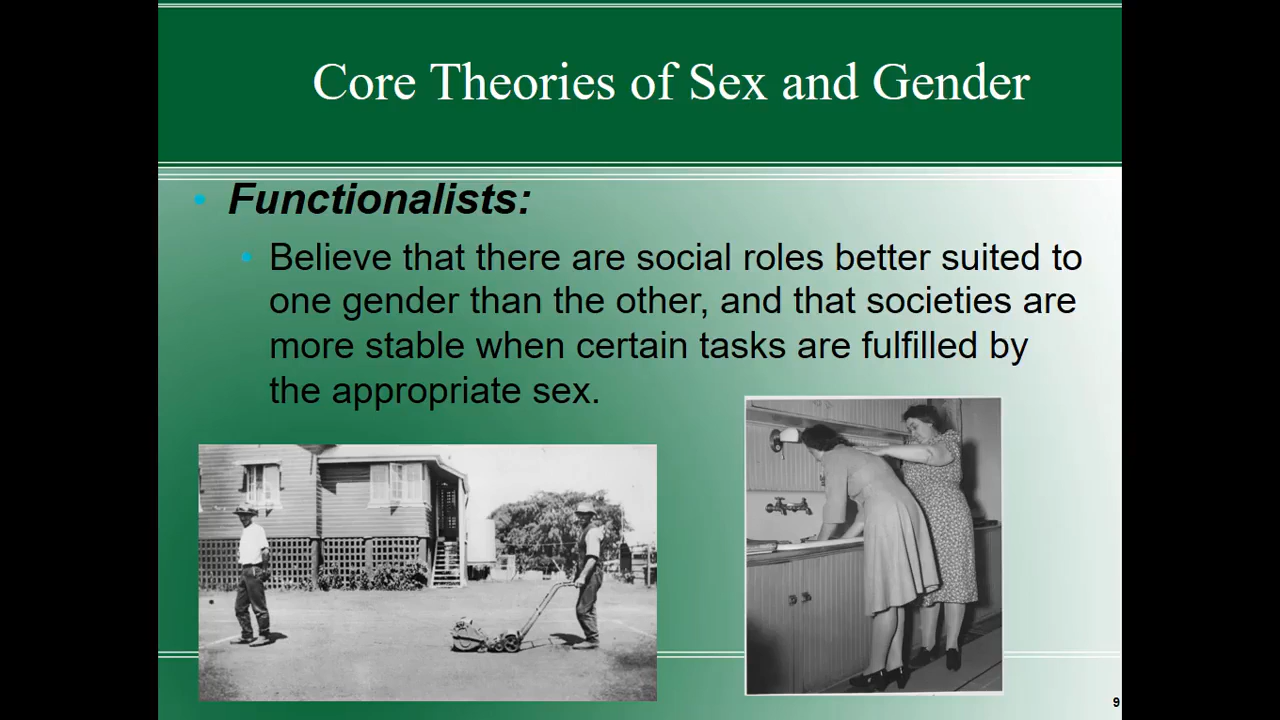 Core Theories of Sex and Gender
• Functionalists:
• Believe that there are social roles better suited to
one gender than the other, and that societies are
more stable when certain tasks are fulfilled by
the appropriate sex.
9